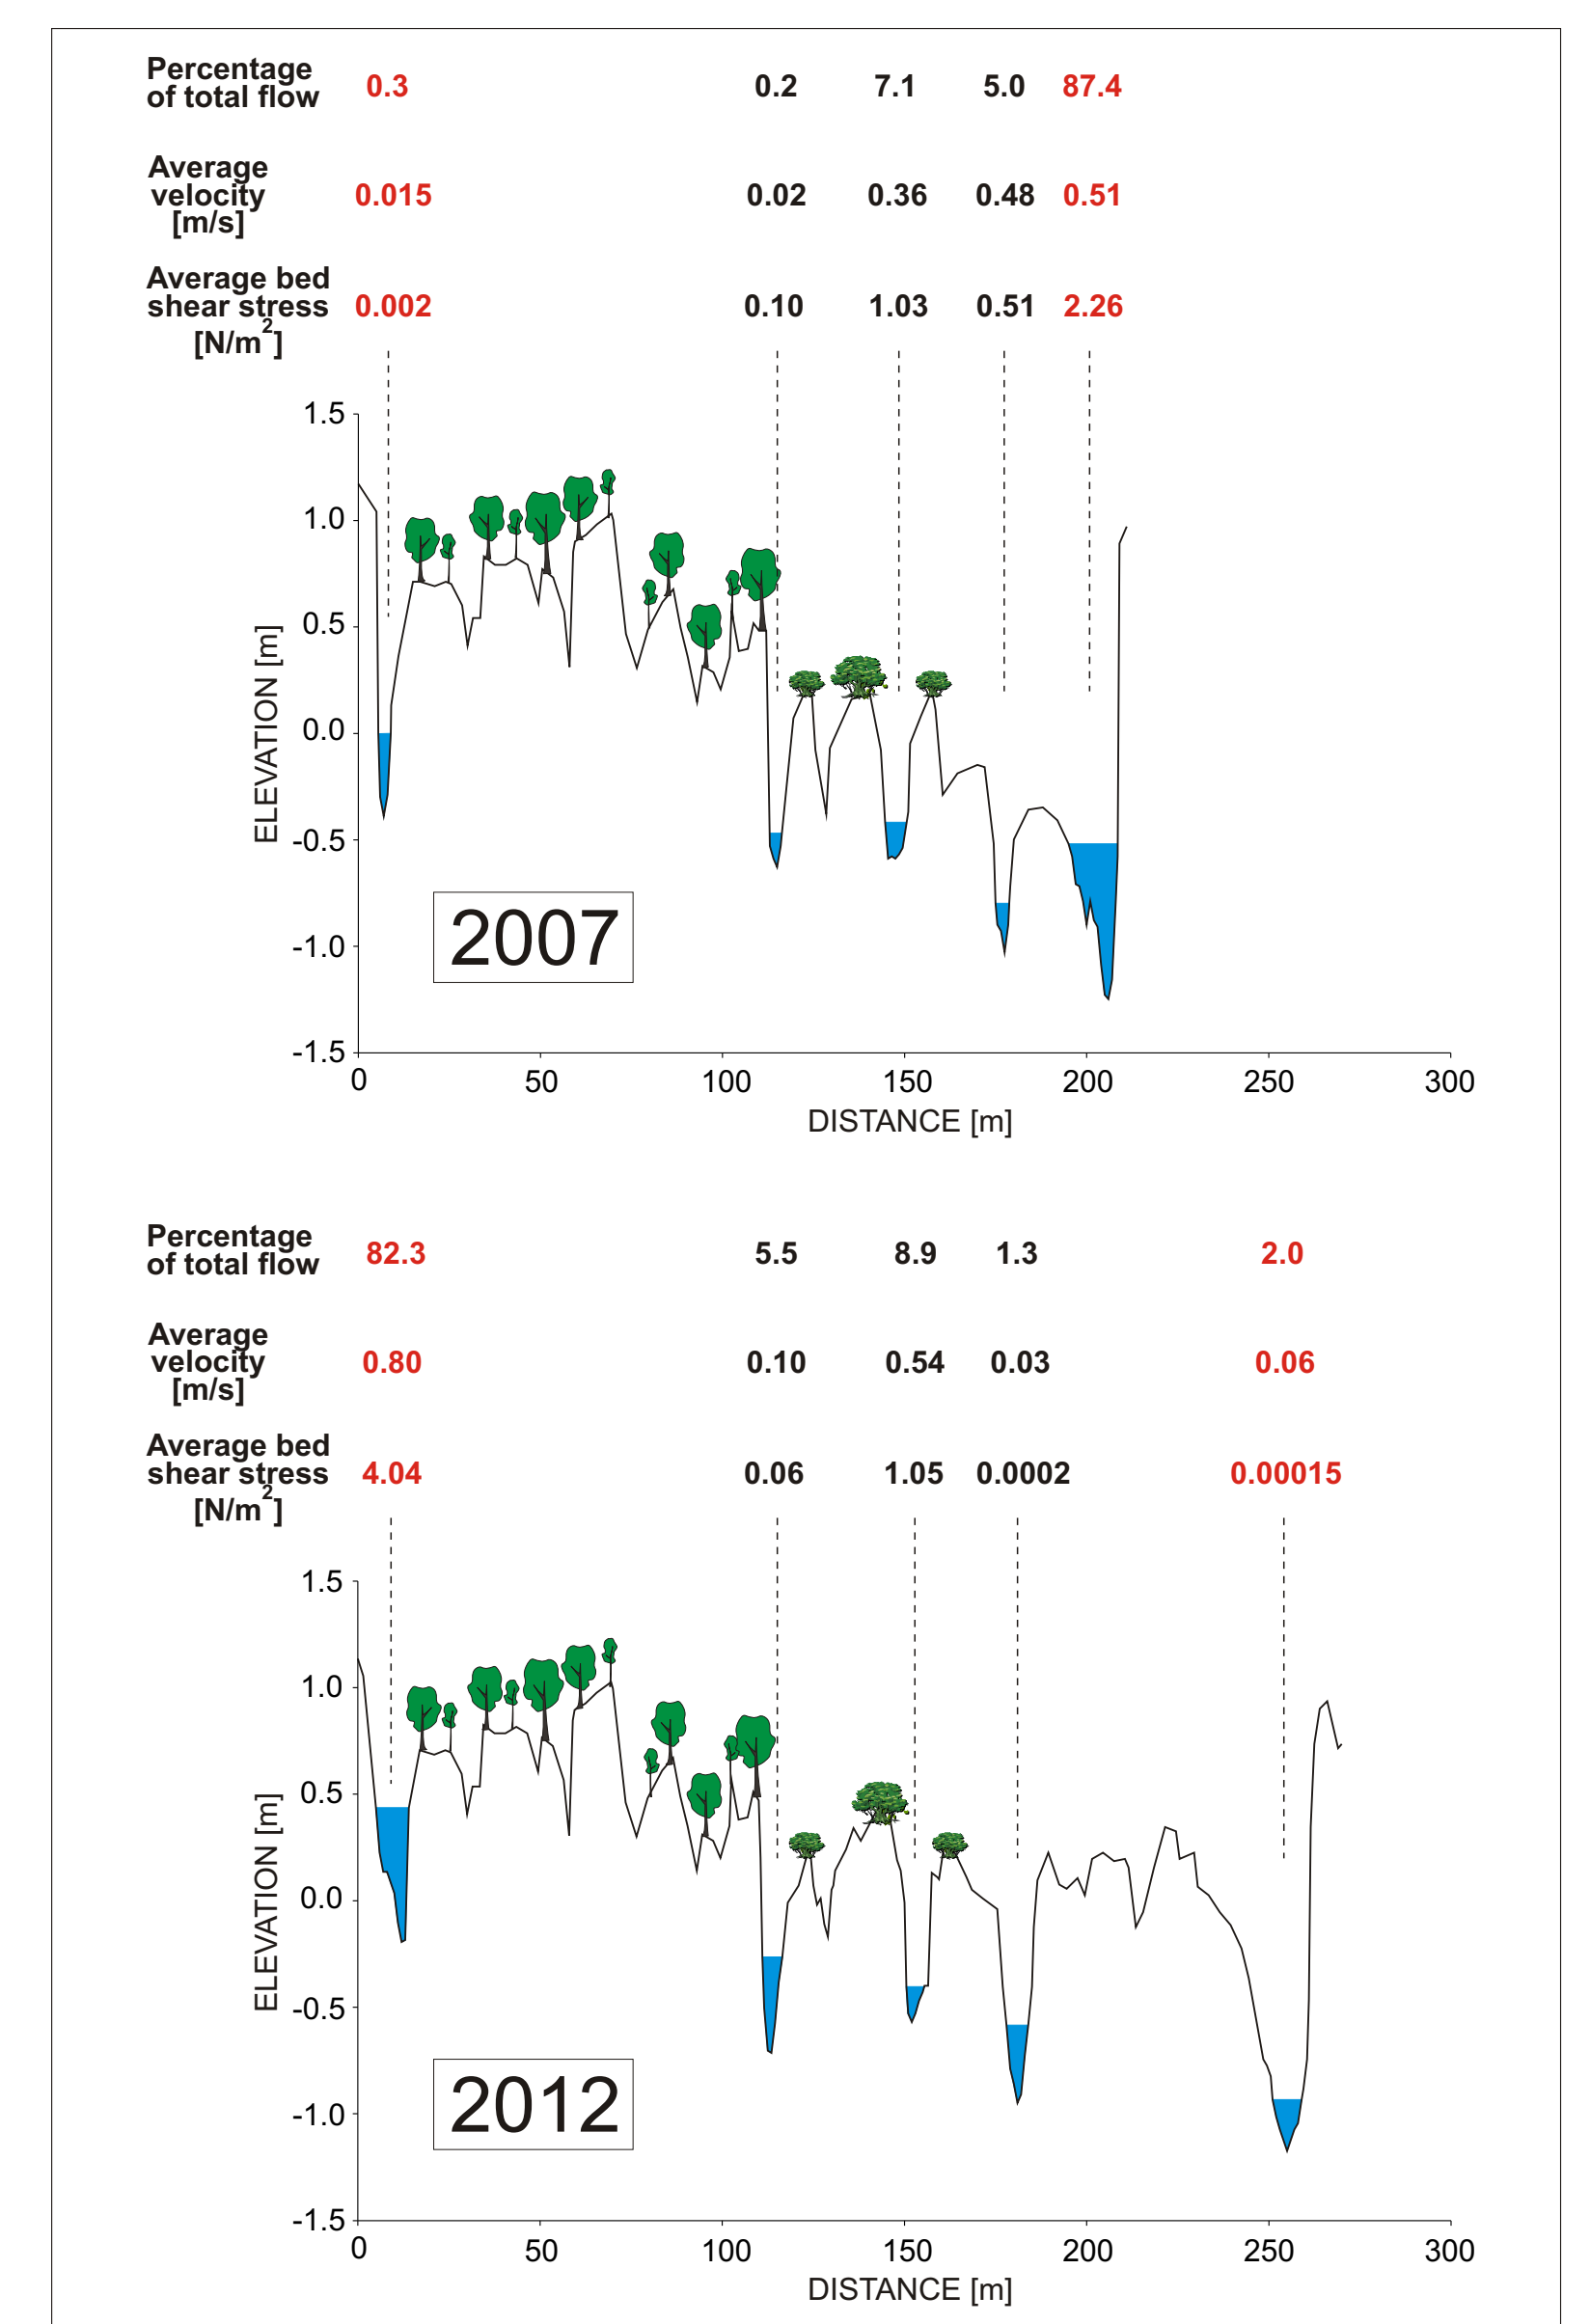 Percentage
of total flow 0.3 0.2 7.1 5.0 87.4
Average
velocity 0.015 0.02 0.36 0.48 0.51
[m/s]
Average bed
shear stress 0.002 0.10 1.03 0.51 2.26
[N/m²]
1.5
1.0
0.5
0.0
-0.5
-1.0
-1.5
ELEVATION [m]
2007
0 50 100 150 200 250 300
DISTANCE [m]
Percentage
of total flow 82.3 5.5 8.9 1.3 2.0
Average
velocity 0.80 0.10 0.54 0.03 0.06
[m/s]
Average bed
shear stress 4.04 0.06 1.05 0.0002 0.00015
[N/m²]
1.5
1.0
0.5
0.0
-0.5
-1.0
-1.5
ELEVATION [m]
2012
0 50 100 150 200 250 300
DISTANCE [m]